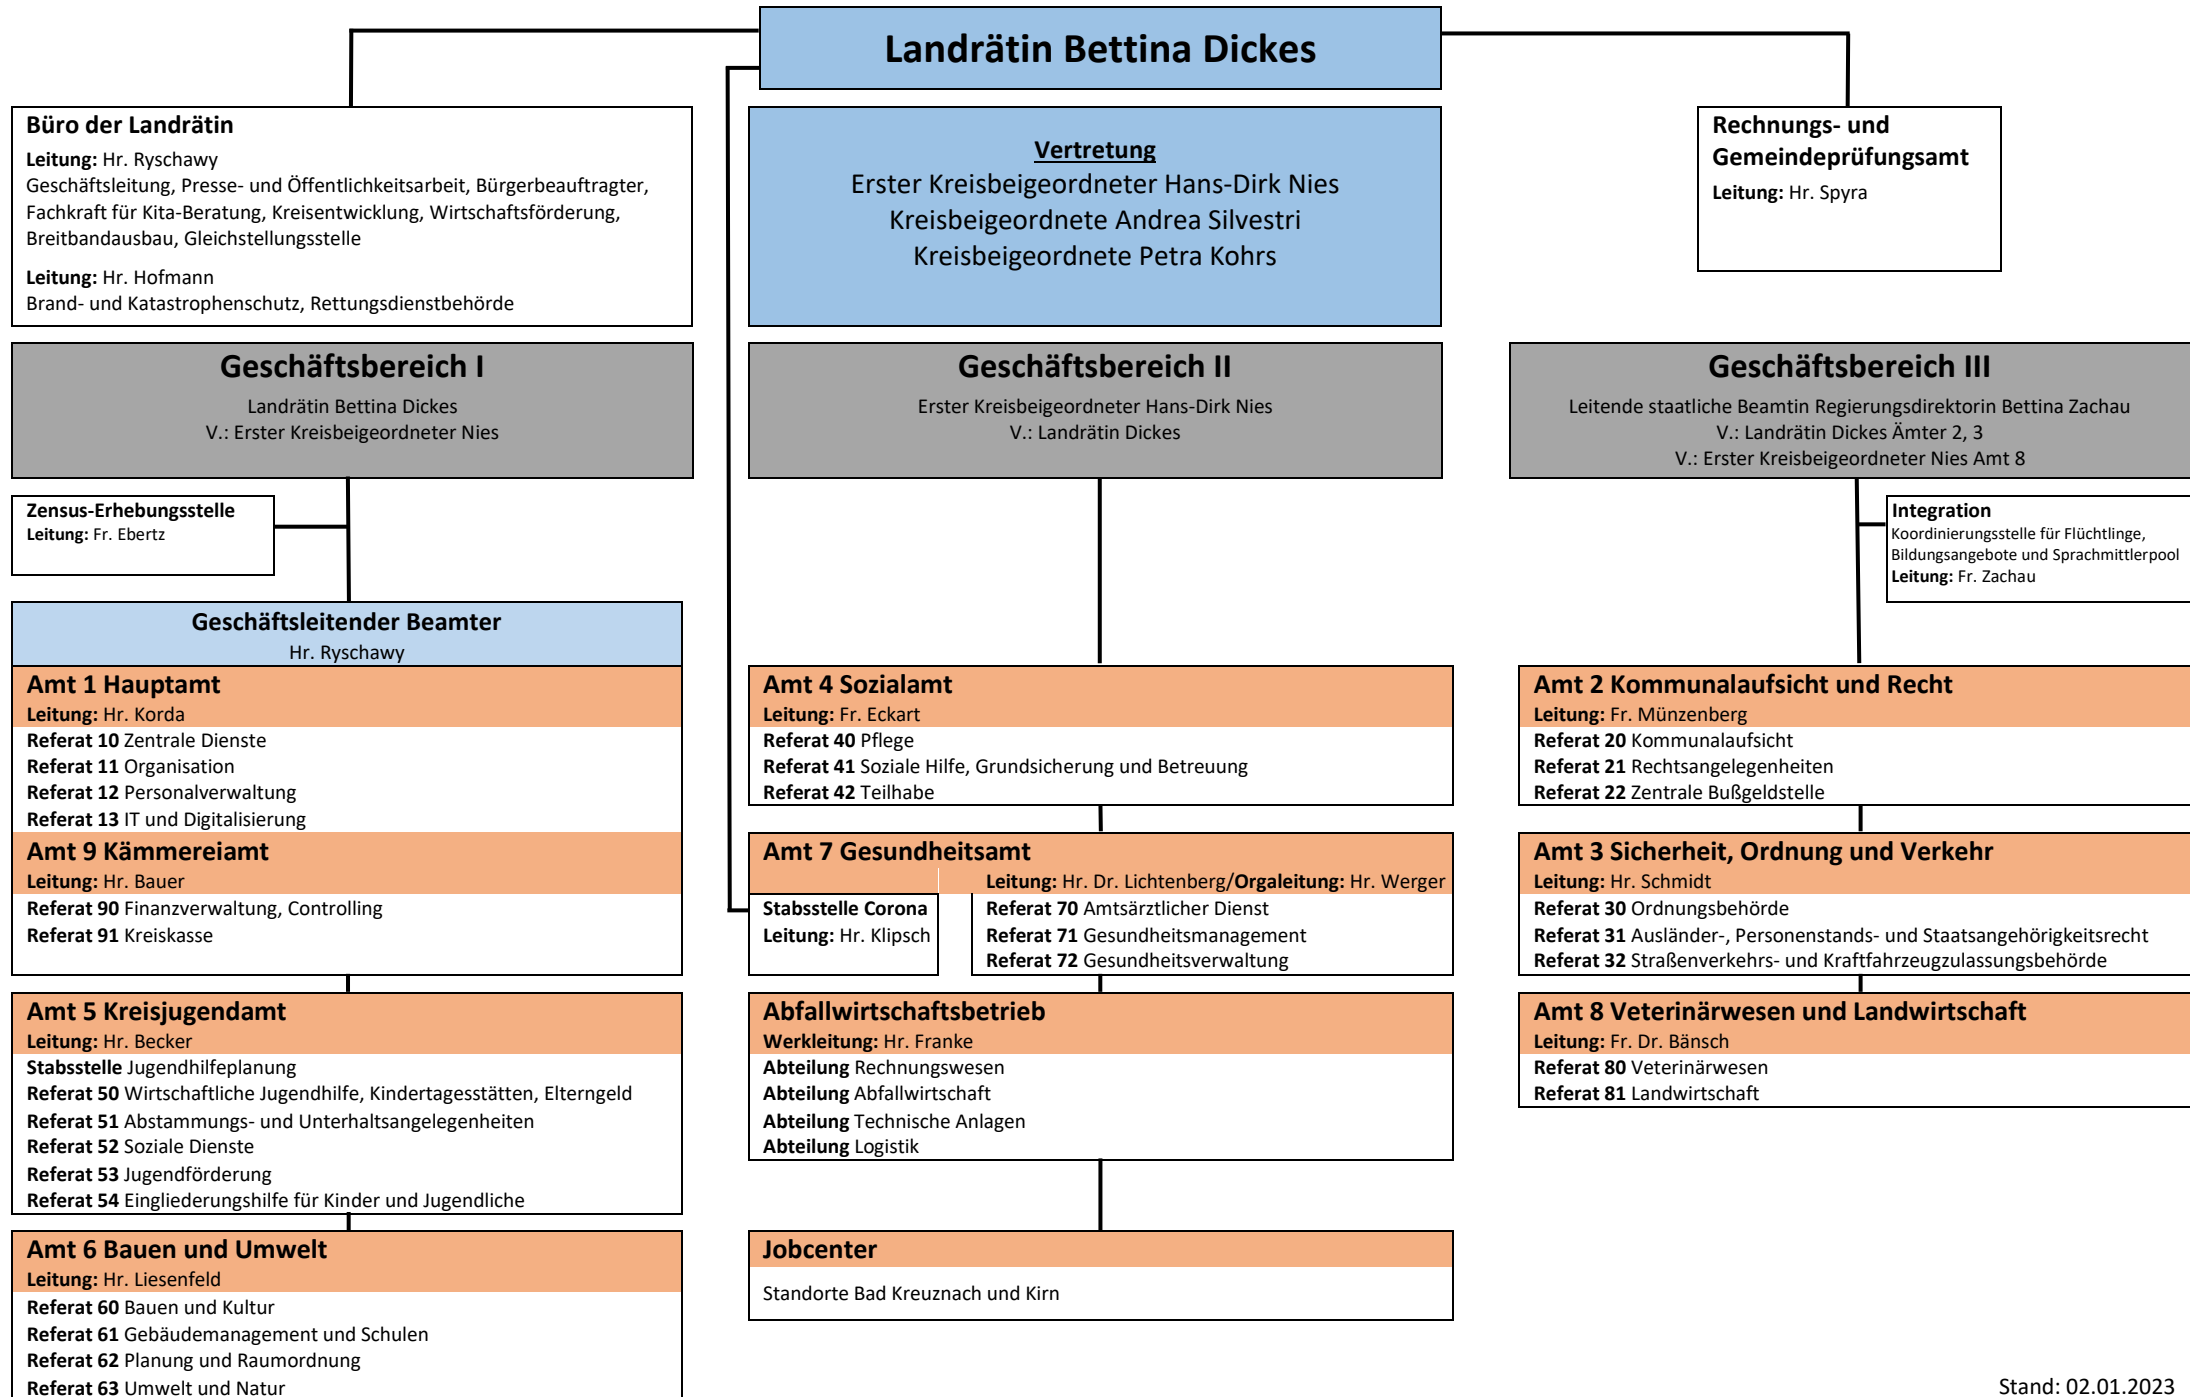 Landrätin Bettina Dickes
Büro der Landrätin
Leitung: Hr. Ryschawy
Geschäftsleitung, Presse- und Öffentlichkeitsarbeit, Bürgerbeauftragter,
Fachkraft für Kita-Beratung, Kreisentwicklung, Wirtschaftsförderung,
Breitbandausbau, Gleichstellungsstelle
Leitung: Hr. Hofmann
Brand- und Katastrophenschutz, Rettungsdienstbehörde
Vertretung
Erster Kreisbeigeordneter Hans-Dirk Nies
Kreisbeigeordnete Andrea Silvestri
Kreisbeigeordnete Petra Kohrs
Rechnungs- und
Gemeindeprüfungsamt
Leitung: Hr. Spyra
Geschäftsbereich I
Landrätin Bettina Dickes
V.: Erster Kreisbeigeordneter Nies
Geschäftsbereich II
Erster Kreisbeigeordneter Hans-Dirk Nies
V.: Landrätin Dickes
Geschäftsbereich III
Leitende staatliche Beamtin Regierungsdirektorin Bettina Zachau
V.: Landrätin Dickes Ämter 2, 3
V.: Erster Kreisbeigeordneter Nies Amt 8
Zensus-Erhebungsstelle
Leitung: Fr. Ebertz
Integration
Koordinierungsstelle für Flüchtlinge,
Bildungsangebote und Sprachmittlerpool
Leitung: Fr. Zachau
Geschäftsleitender Beamter
Hr. Ryschawy
Amt 1 Hauptamt
Leitung: Hr. Korda
Referat 10 Zentrale Dienste
Referat 11 Organisation
Referat 12 Personalverwaltung
Referat 13 IT und Digitalisierung
Amt 9 Kämmereiamt
Leitung: Hr. Bauer
Referat 90 Finanzverwaltung, Controlling
Referat 91 Kreiskasse
Amt 5 Kreisjugendamt
Leitung: Hr. Becker
Stabsstelle Jugendhilfeplanung
Referat 50 Wirtschaftliche Jugendhilfe, Kindertagesstätten, Elterngeld
Referat 51 Abstammungs- und Unterhaltsangelegenheiten
Referat 52 Soziale Dienste
Referat 53 Jugendförderung
Referat 54 Eingliederungshilfe für Kinder und Jugendliche
Amt 6 Bauen und Umwelt
Leitung: Hr. Liesenfeld
Referat 60 Bauen und Kultur
Referat 61 Gebäudemanagement und Schulen
Referat 62 Planung und Raumordnung
Referat 63 Umwelt und Natur
Amt 4 Sozialamt
Leitung: Fr. Eckart
Referat 40 Pflege
Referat 41 Soziale Hilfe, Grundsicherung und Betreuung
Referat 42 Teilhabe
Amt 7 Gesundheitsamt
Leitung: Hr. Dr. Lichtenberg/Orgaleitung: Hr. Werger
Stabsstelle Corona
Leitung: Hr. Klipsch
Referat 70 Amtsärztlicher Dienst
Referat 71 Gesundheitsmanagement
Referat 72 Gesundheitsverwaltung
Abfallwirtschaftsbetrieb
Werkleitung: Hr. Franke
Abteilung Rechnungswesen
Abteilung Abfallwirtschaft
Abteilung Technische Anlagen
Abteilung Logistik
Jobcenter
Standorte Bad Kreuznach und Kirn
Amt 2 Kommunalaufsicht und Recht
Leitung: Fr. Münzenberg
Referat 20 Kommunalaufsicht
Referat 21 Rechtsangelegenheiten
Referat 22 Zentrale Bußgeldstelle
Amt 3 Sicherheit, Ordnung und Verkehr
Leitung: Hr. Schmidt
Referat 30 Ordnungsbehörde
Referat 31 Ausländer-, Personenstands- und Staatsangehörigkeitsrecht
Referat 32 Straßenverkehrs- und Kraftfahrzeugzulassungsbehörde
Amt 8 Veterinärwesen und Landwirtschaft
Leitung: Fr. Dr. Bänsch
Referat 80 Veterinärwesen
Referat 81 Landwirtschaft
Stand: 02.01.2023